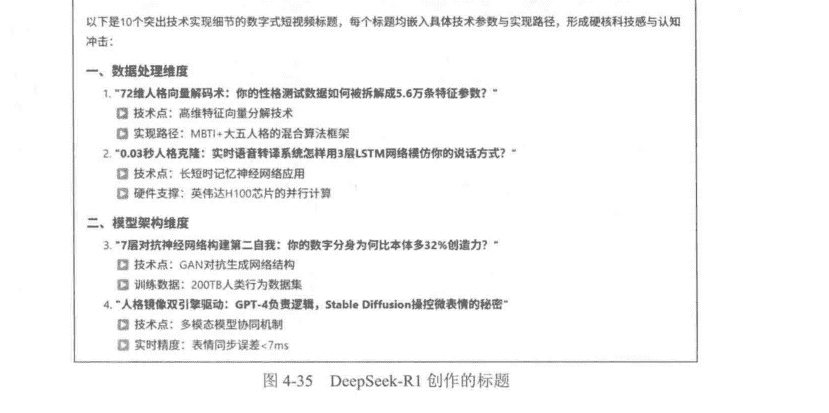 以下是10个突出技术实现细节的数字式短视频标题，每个标题均嵌入具体技术参数与实现路径，形成硬核科技感与认知
冲击：
一、数据处理维度
1. "72维人格向量解码术：你的性格测试数据如何被拆解成5.6万条特征参数？"
技术点：高维特征向量分解技术
实现路径：MBTI+大五人格的混合算法框架
2. "0.03秒人格克隆：实时语音转译系统怎样用3层LSTM网络模仿你的说话方式？"
技术点：长短时记忆神经网络应用
硬件支撑：英伟达H100芯片的并行计算
二、模型架构维度
3. "7层对抗神经网络构建第二自我：你的数字分身为何比本体多32%创造力？"
技术点：GAN对抗生成网络结构
训练数据：200TB人类行为数据集
4. "人格镜像双引擎驱动：GPT-4负责逻辑，Stable Diffusion操控微表情的秘密"
技术点：多模态模型协同机制
实时精度：表情同步误差<7ms
图 4-35 DeepSeek-R1 创作的标题